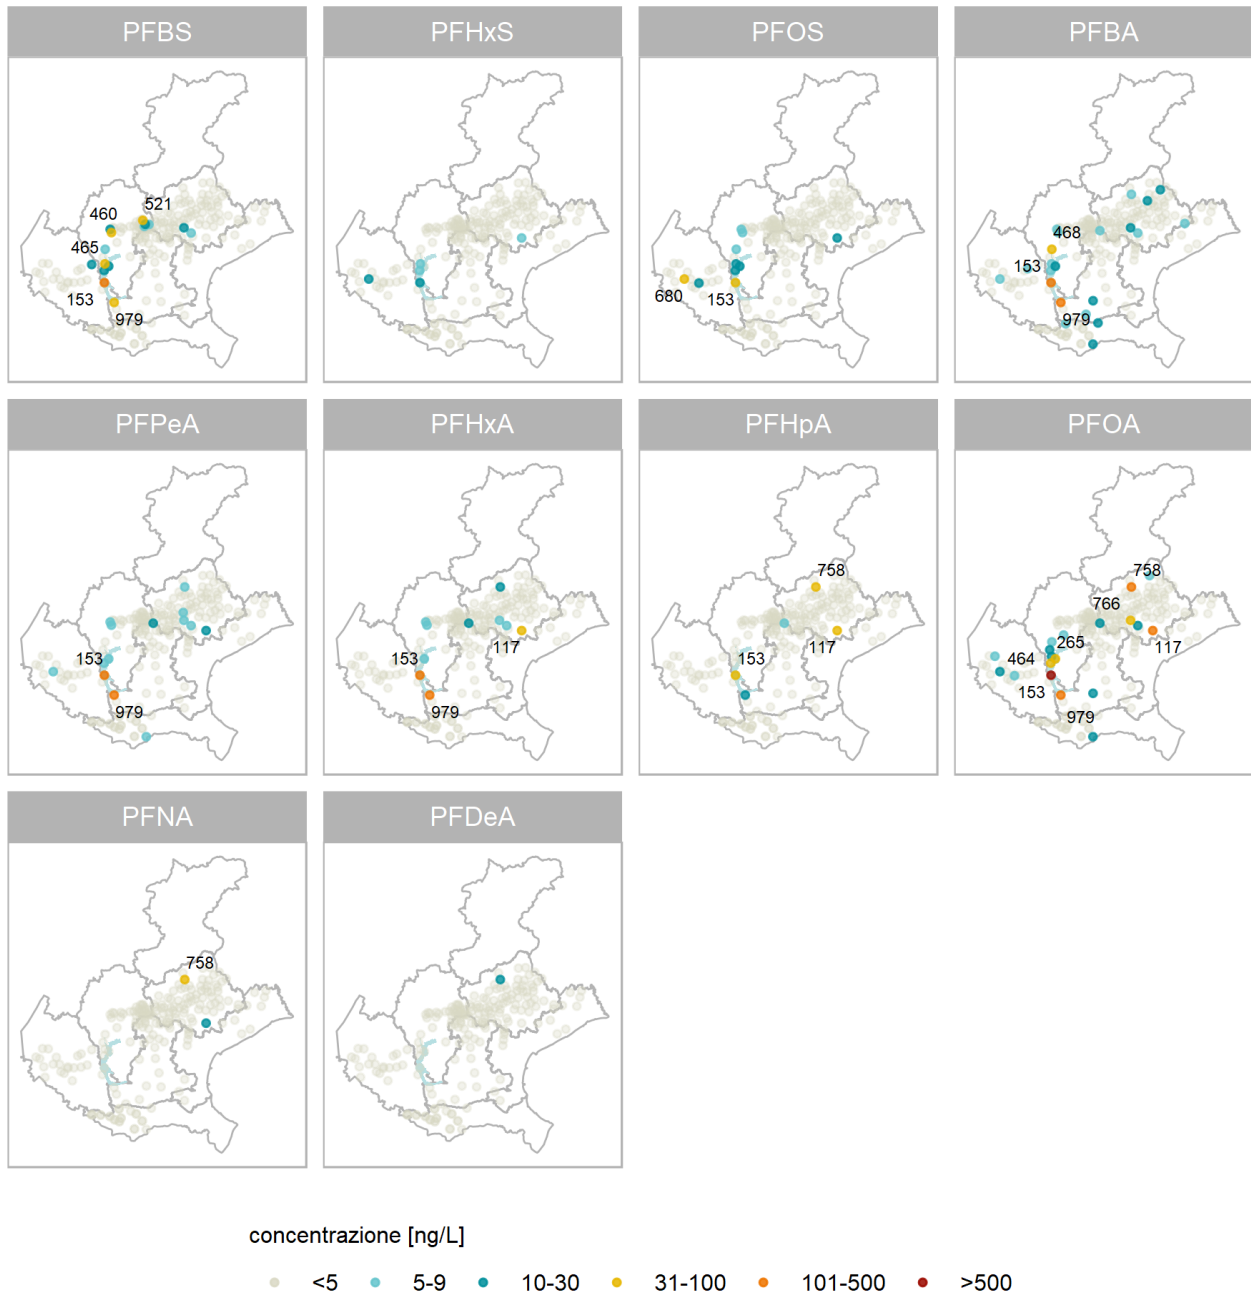 PFBS
PFHxS
PFOS
PFBA
521
460
465
153
979
680
153
468
153
979
PFPeA
PFHxA
PFHpA
PFOA
153
979
153
117
979
758
153
117
758
766
265
464
117
153
979
PFNA
PFDeA
758
concentrazione [ng/L]
<5 5-9 10-30 31-100 101-500 >500